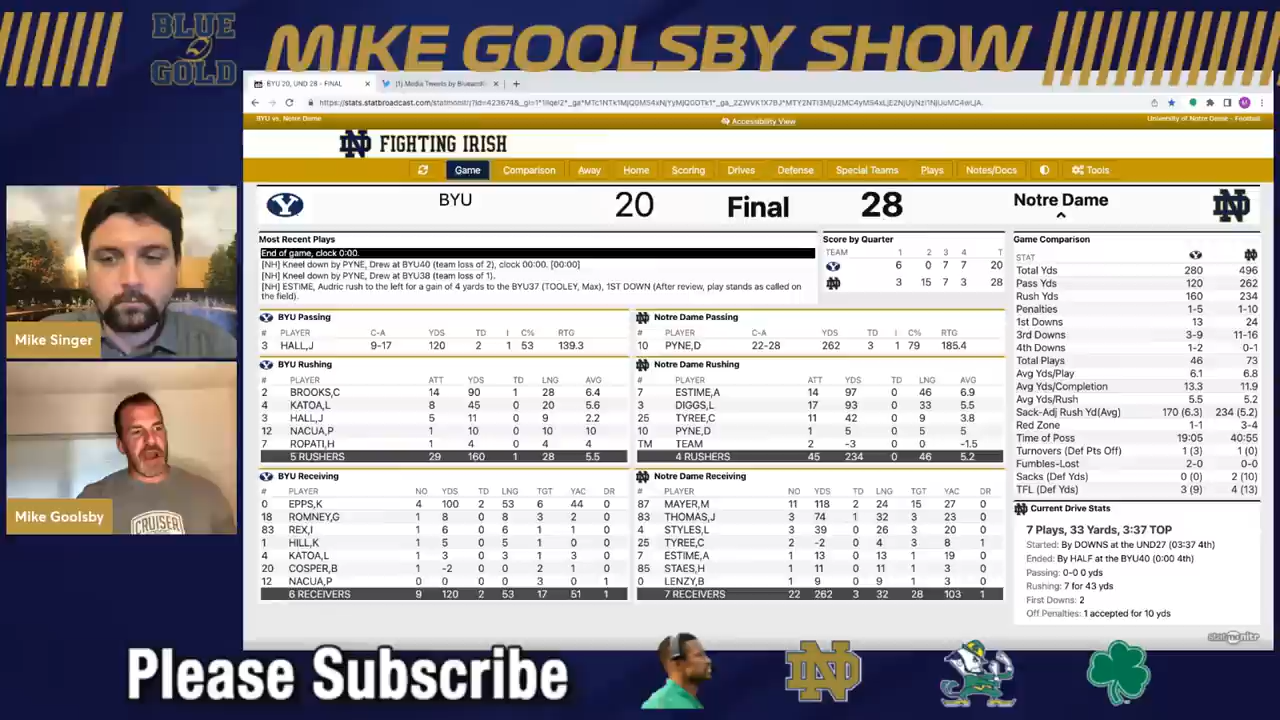 BLUE GOLD
MIKE GOOLSBY SHOW
BYU 20, UND 28 - FINAL
BYU vs. Notre Dame
Accessibility View
University of Notre Dame - Football
FIGHTING IRISH
Game Comparison Away Home Scoring Drives Defense Special Teams Plays Notes/Docs Tools
BYU 20 Final 28 Notre Dame
Most Recent Plays
End of game, clock 0:00.
[NH] Kneel down by PYNE, Drew at BYU40 (team loss of 2), clock 00:00. [00:00]
[NH] Kneel down by PYNE, Drew at BYU38 (team loss of 1).
[NH] ESTIME, Audric rush to the left for a gain of 4 yards to the BYU37 (TOOLEY, Max), 1ST DOWN (After review, play stands as called on
the field).
Score by Quarter
TEAM 1 2 3 4 T
6 0 7 7 20
3 15 7 3 28
BYU Passing
# PLAYER C-A YDS TD I C% RTG
3 HALL,J 9-17 120 2 1 53 139.3
Notre Dame Passing
# PLAYER C-A YDS TD I C% RTG
10 PYNE,D 22-28 262 3 1 79 185.4
BYU Rushing
# PLAYER ATT YDS TD LNG AVG
2 BROOKS,C 14 90 1 28 6.4
4 KATOA,L 8 45 0 20 5.6
3 HALL,J 5 11 0 9 2.2
12 NACUA,P 1 10 0 10 10
7 ROPATI,H 1 4 0 4 4
5 RUSHERS 29 160 1 28 5.5
Notre Dame Rushing
# PLAYER ATT YDS TD LNG AVG
7 ESTIME,A 14 97 0 46 6.9
3 DIGGS,L 17 93 0 33 5.5
25 TYREE,C 11 42 0 9 3.8
10 PYNE,D 1 5 0 5 5
TM TEAM 2 -3 0 0 -1.5
4 RUSHERS 45 234 0 46 5.2
BYU Receiving
# PLAYER NO YDS TD LNG TGT YAC DR
0 EPPS,K 4 100 2 53 6 44 0
18 ROMNEY,G 1 8 0 8 3 2 0
83 REX,I 1 6 0 6 1 1 0
1 HILL,K 1 5 0 5 1 0 0
4 KATOA,L 1 3 0 3 1 3 0
20 COSPER,B 1 -2 0 0 2 1 0
12 NACUA,P 0 0 0 0 3 0 1
6 RECEIVERS 9 120 2 53 17 51 1
Notre Dame Receiving
# PLAYER NO YDS TD LNG TGT YAC DR
87 MAYER,M 11 118 2 24 15 27 0
83 THOMAS,J 3 74 1 32 3 23 0
4 STYLES,L 3 39 0 26 3 20 0
25 TYREE,C 2 -2 0 4 3 8 1
7 ESTIME,A 1 13 0 13 1 19 0
85 STAES,H 1 11 0 11 1 3 0
0 LENZY,B 1 9 0 9 1 3 0
7 RECEIVERS 22 262 3 32 28 103 1
Game Comparison
STAT
Total Yds 280 496
Pass Yds 120 262
Rush Yds 160 234
Penalties 1-5 1-10
1st Downs 13 24
3rd Downs 3-9 11-16
4th Downs 1-2 0-1
Total Plays 46 73
Avg Yds/Play 6.1 6.8
Avg Yds/Completion 13.3 11.9
Avg Yds/Rush 5.5 5.2
Sack-Adj Rush Yd(Avg) 170 (6.3) 234 (5.2)
Red Zone 1-1 3-4
Time of Poss 19:05 40:55
Turnovers (Def Pts Off) 1 (3) 1 (0)
Fumbles-Lost 2-0 0-0
Sacks (Def Yds) 0 (0) 2 (10)
TFL (Def Yds) 3 (9) 4 (13)
Current Drive Stats
7 Plays, 33 Yards, 3:37 TOP
Started: By DOWNS at the UND27 (03:37 4th)
Ended: By HALF at the BYU40 (0:00 4th)
Passing: 0-0 0 yds
Rushing: 7 for 43 yds
First Downs: 2
Off Penalties: 1 accepted for 10 yds
statmonitr
Mike Singer
CRUISER
Mike Goolsby
Please Subscribe